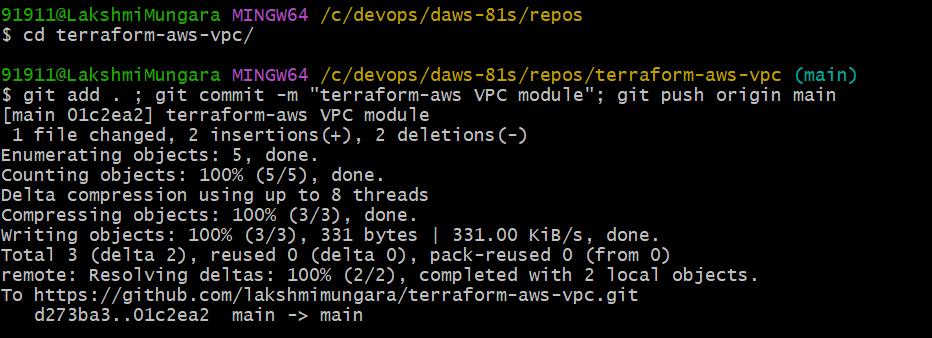 91911@LakshmiMungara MINGW64 /c/devops/daws-81s/repos
$ cd terraform-aws-vpc/
91911@LakshmiMungara MINGW64 /c/devops/daws-81s/repos/terraform-aws-vpc (main)
$ git add . ; git commit -m "terraform-aws VPC module"; git push origin main
[main 01c2ea2] terraform-aws VPC module
 1 file changed, 2 insertions(+), 2 deletions(-)
Enumerating objects: 5, done.
Counting objects: 100% (5/5), done.
Delta compression using up to 8 threads
Compressing objects: 100% (3/3), done.
Writing objects: 100% (3/3), 331 bytes | 331.00 KiB/s, done.
Total 3 (delta 2), reused 0 (delta 0), pack-reused 0 (from 0)
remote: Resolving deltas: 100% (2/2), completed with 2 local objects.
To https://github.com/lakshmimungara/terraform-aws-vpc.git
   d273ba3..01c2ea2  main -> main